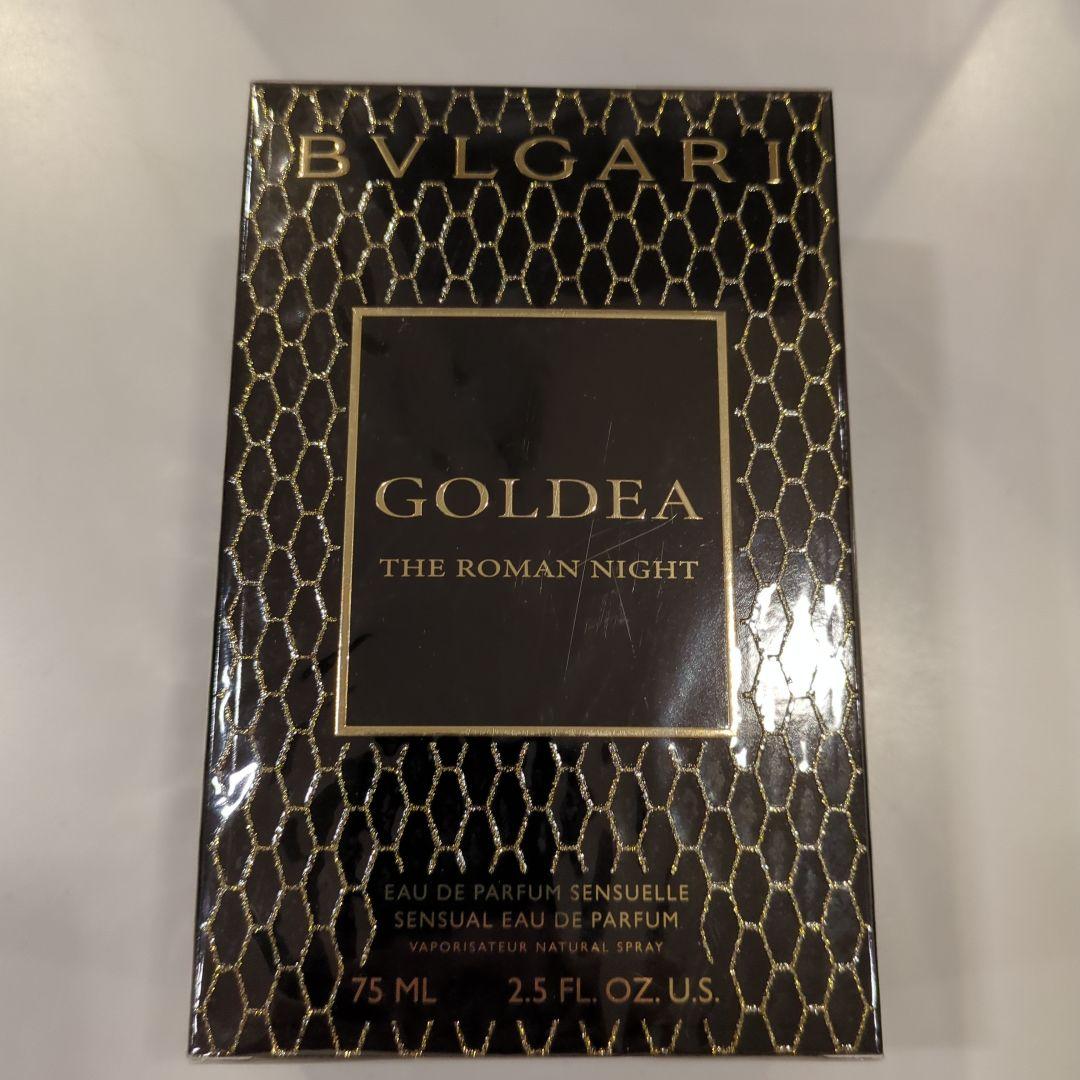 BVLGARI
GOLDEA
THE ROMAN NIGHT
EAU DE PARFUM SENSUELLE
SENSUAL EAU DE PARFUM
VAPORISATEUR NATURAL SPRAY
75 ML 2.5 FL. OZ. U.S.